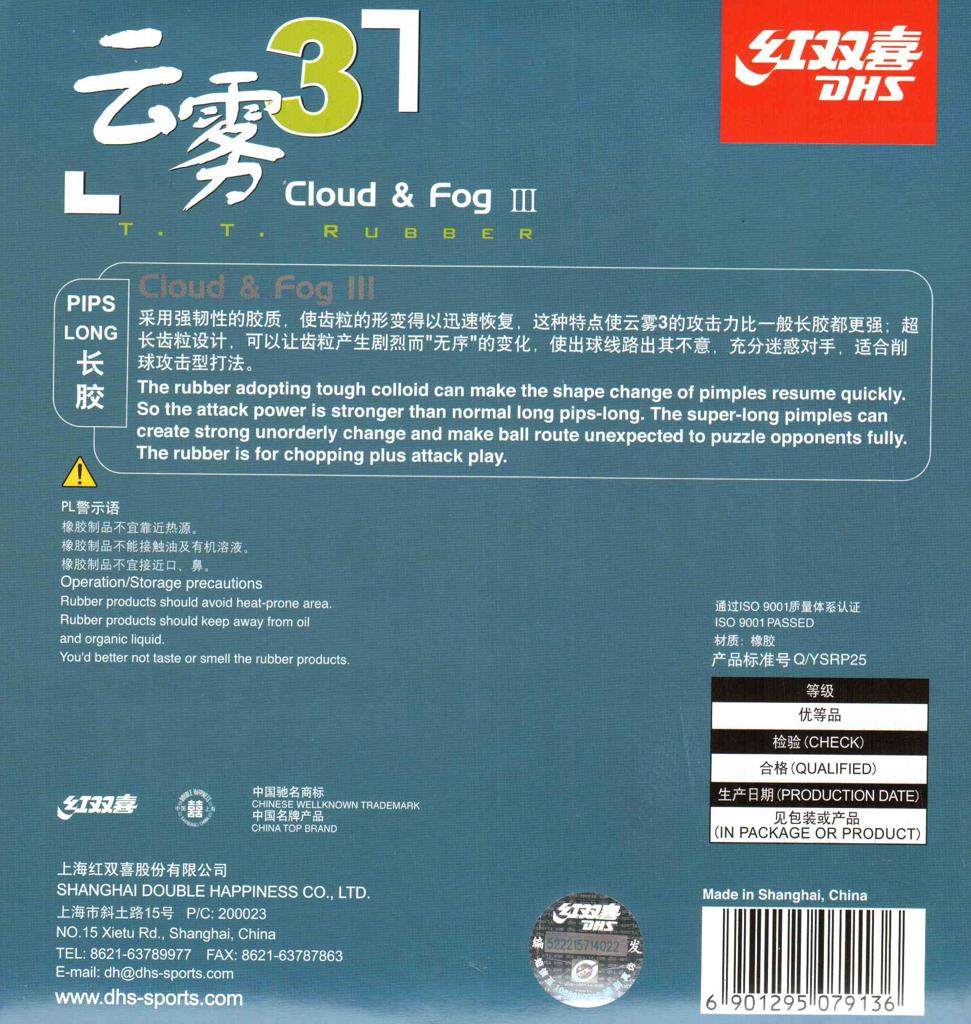 云雾3
红双喜
DHS
Cloud & Fog III
T. T. RUBBER
PIPS
LONG
长
胶
Cloud & Fog III
采用强韧性的胶质，使齿粒的形变得以迅速恢复，这种特点使云雾3的攻击力比一般长胶都更强；超
长齿粒设计，可以让齿粒产生剧烈而"无序"的变化，使出球线路出其不意，充分迷惑对手，适合削
球攻击型打法。
The rubber adopting tough colloid can make the shape change of pimples resume quickly.
So the attack power is stronger than normal long pips-long. The super-long pimples can
create strong unorderly change and make ball route unexpected to puzzle opponents fully.
The rubber is for chopping plus attack play.
PL警示语
橡胶制品不宜靠近热源。
橡胶制品不能接触油及有机溶液。
橡胶制品不宜接近口、鼻。
Operation/Storage precautions
Rubber products should avoid heat-prone area.
Rubber products should keep away from oil
and organic liquid.
You'd better not taste or smell the rubber products.
通过ISO 9001质量体系认证
ISO 9001 PASSED
材质：橡胶
产品标准号 Q/YSRP25
等级
优等品
检验 (CHECK)
合格 (QUALIFIED)
生产日期 (PRODUCTION DATE)
见包装或产品
(IN PACKAGE OR PRODUCT)
红双喜
中国驰名商标
CHINESE WELLKNOWN TRADEMARK
中国名牌产品
CHINA TOP BRAND
上海红双喜股份有限公司
SHANGHAI DOUBLE HAPPINESS CO., LTD.
上海市斜土路15号 P/C: 200023
NO.15 Xietu Rd., Shanghai, China
TEL: 8621-63789977 FAX: 8621-63787863
E-mail: dh@dhs-sports.com
www.dhs-sports.com
红双喜
DHS
编 522215714022 发
Made in Shanghai, China
6 901295 079136